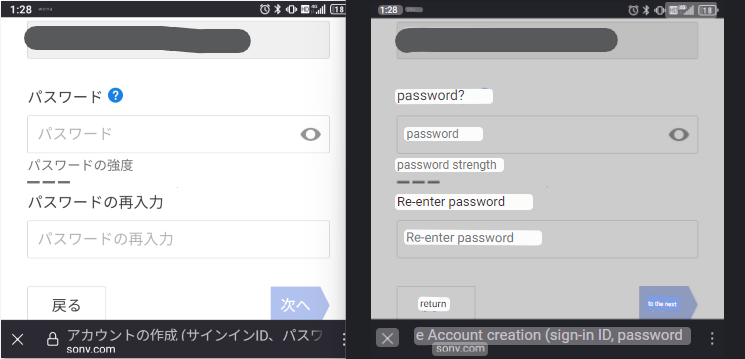 1:28
18
パスワード ?
パスワード
パスワードの強度
パスワードの再入力
パスワードの再入力
戻る
次へ
アカウントの作成 (サインインID、パスワ
sony.com
1:28
18
password?
password
password strength
Re-enter password
Re-enter password
return
to the next
e Account creation (sign-in ID, password
sony.com